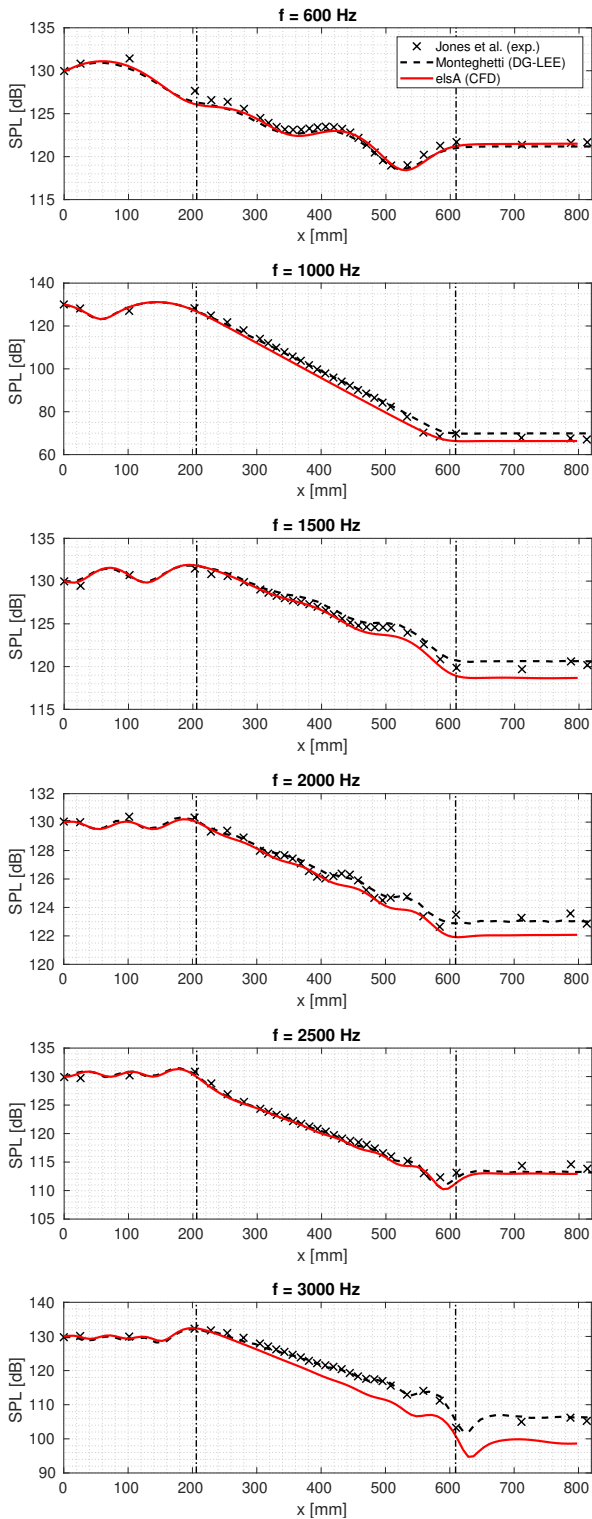 f = 600 Hz
135
130
125
120
115
SPL [dB]
× Jones et al. (exp.)
Monteghetti (DG-LEE)
elsA (CFD)
0 100 200 300 400 500 600 700 800
x [mm]
f = 1000 Hz
140
120
100
80
60
SPL [dB]
0 100 200 300 400 500 600 700 800
x [mm]
f = 1500 Hz
135
130
125
120
115
SPL [dB]
0 100 200 300 400 500 600 700 800
x [mm]
f = 2000 Hz
132
130
128
126
124
122
120
SPL [dB]
0 100 200 300 400 500 600 700 800
x [mm]
f = 2500 Hz
135
130
125
120
115
110
105
SPL [dB]
0 100 200 300 400 500 600 700 800
x [mm]
f = 3000 Hz
140
130
120
110
100
90
SPL [dB]
0 100 200 300 400 500 600 700 800
x [mm]